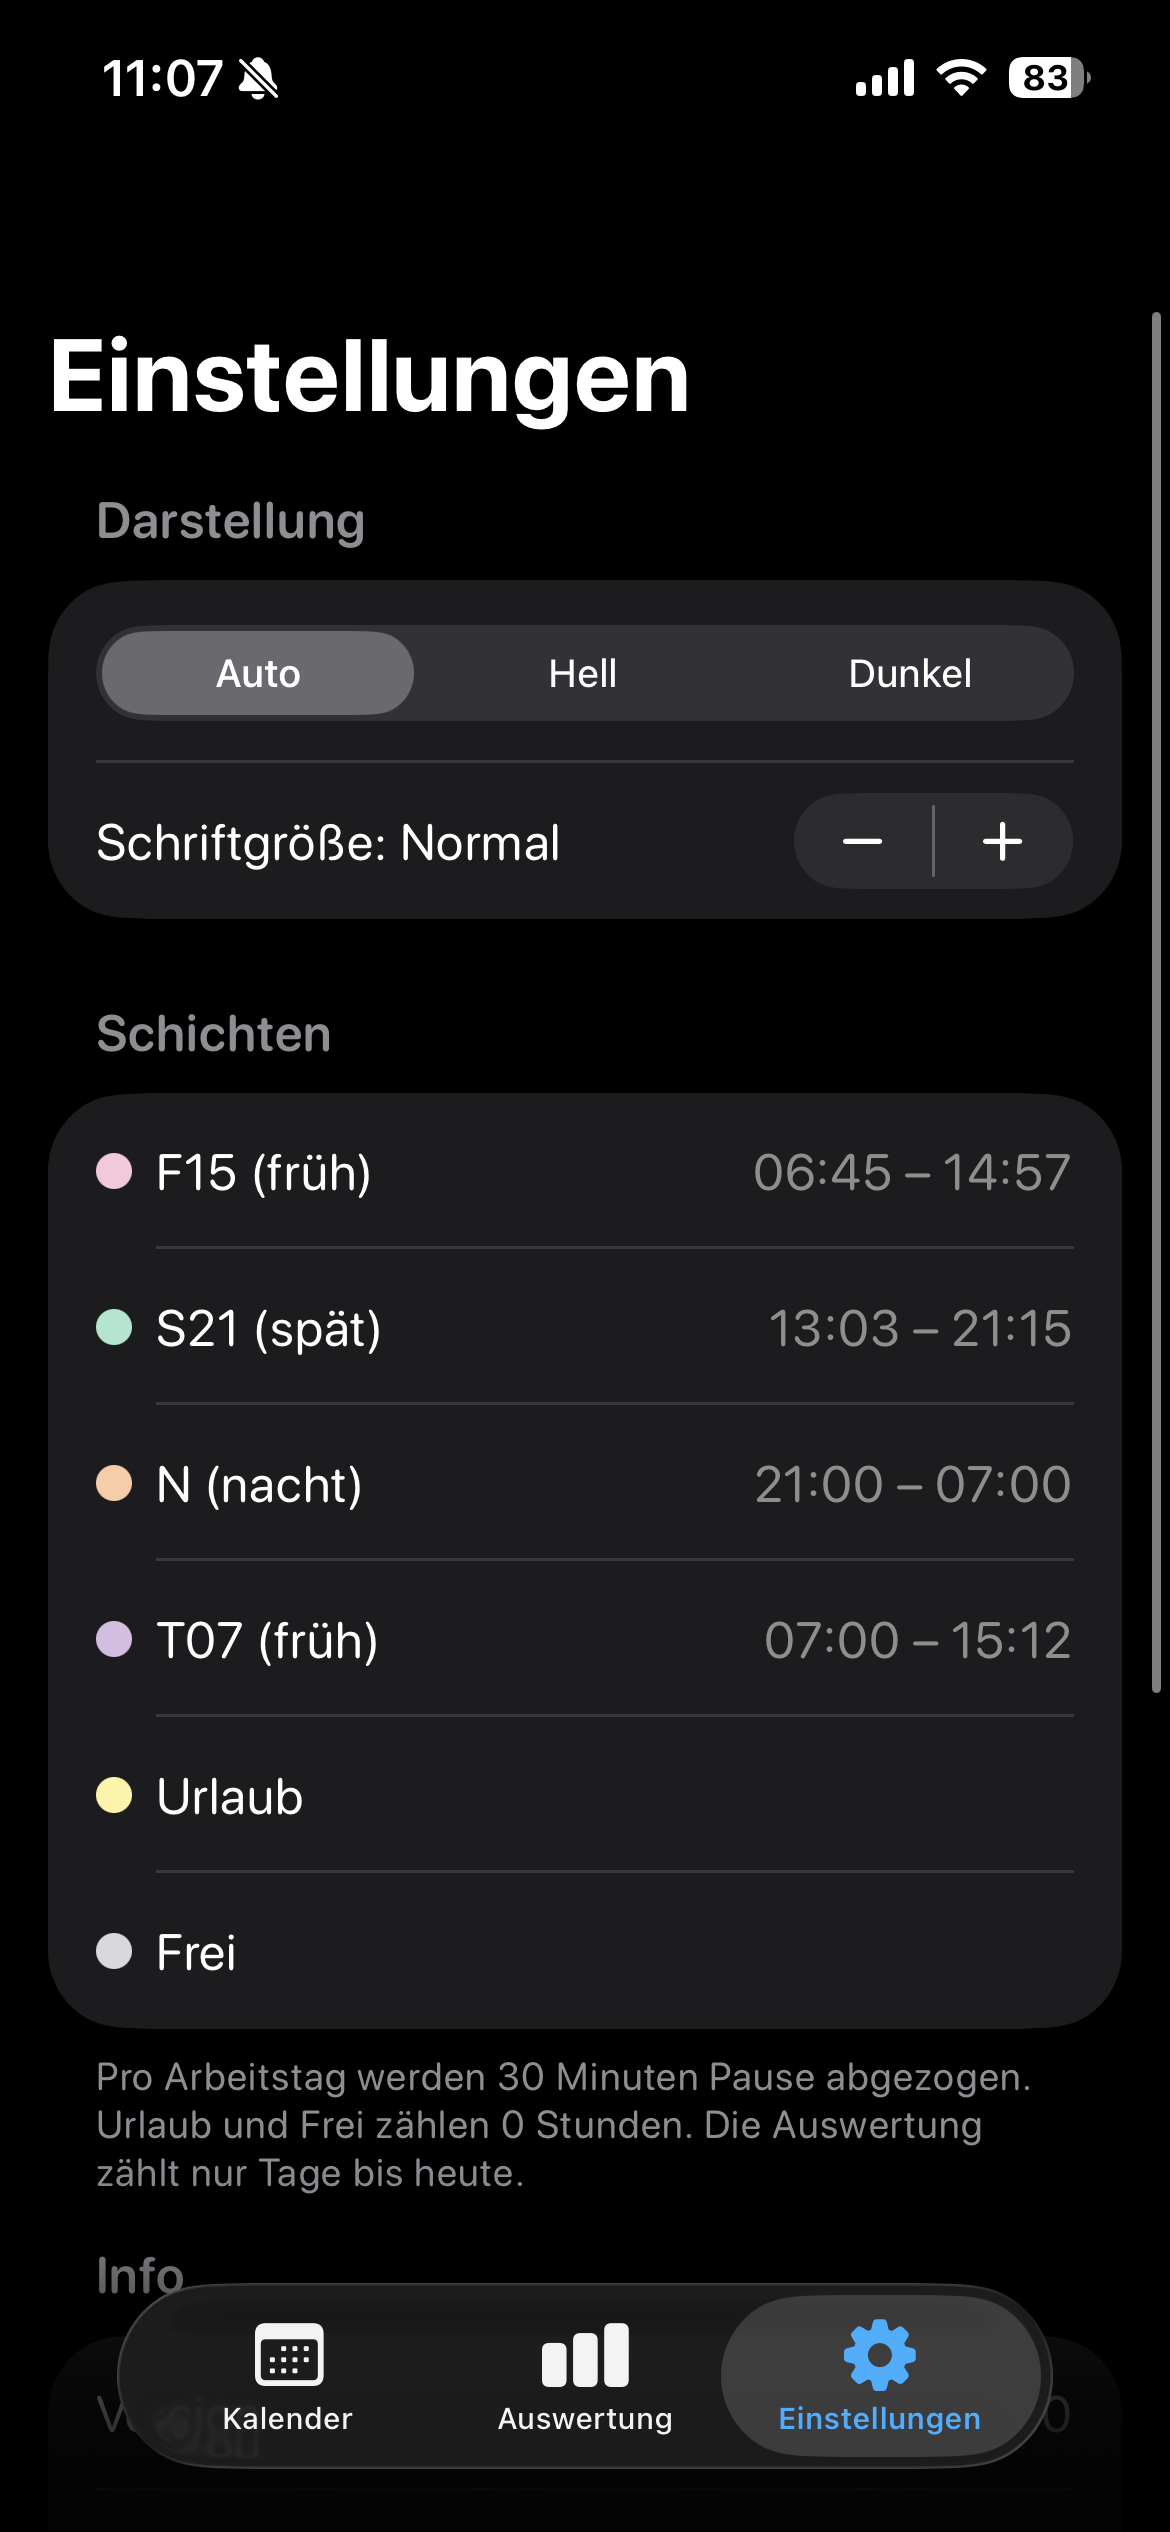 11:07
83
Einstellungen
Darstellung
Auto Hell Dunkel
Schriftgröße: Normal − +
Schichten
F15 (früh) 06:45 – 14:57
S21 (spät) 13:03 – 21:15
N (nacht) 21:00 – 07:00
T07 (früh) 07:00 – 15:12
Urlaub
Frei
Pro Arbeitstag werden 30 Minuten Pause abgezogen.
Urlaub und Frei zählen 0 Stunden. Die Auswertung
zählt nur Tage bis heute.
Info
Kalender Auswertung Einstellungen